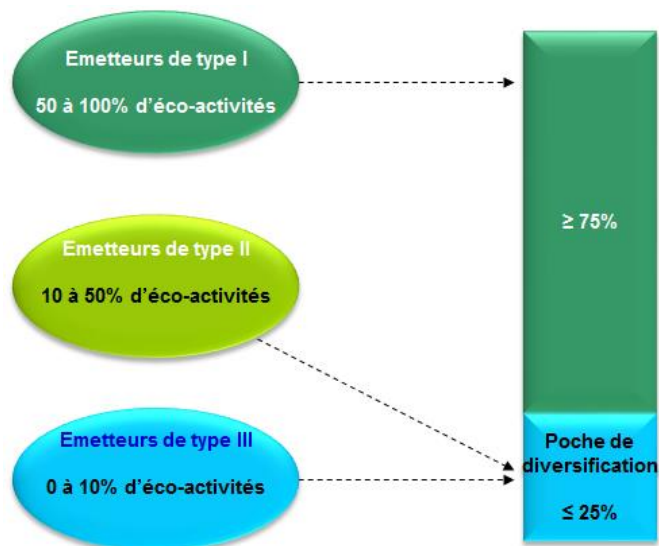 Emetteurs de type I
50 à 100% d’éco-activités
≥ 75%
Emetteurs de type II
10 à 50% d’éco-activités
Emetteurs de type III
0 à 10% d’éco-activités
Poche de
diversification
≤ 25%